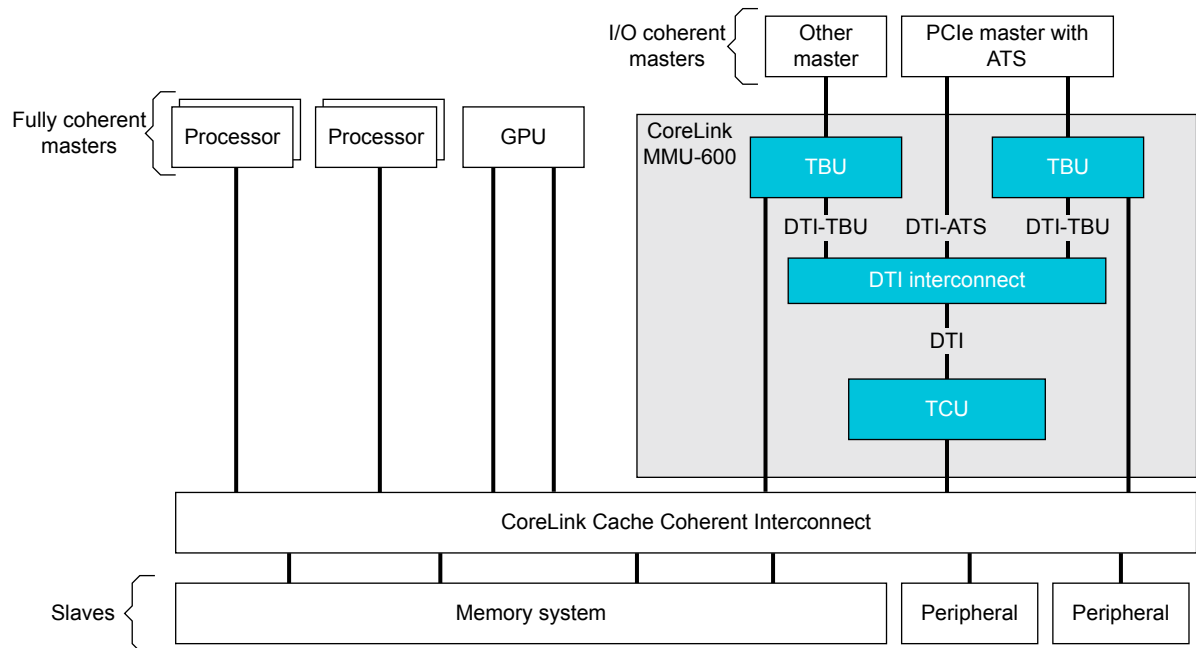 I/O coherent
masters
Other
master
PCIe master with
ATS
Fully coherent
masters
Processor
Processor
GPU
CoreLink
MMU-600
TBU
TBU
DTI-TBU
DTI-ATS
DTI-TBU
DTI interconnect
DTI
TCU
CoreLink Cache Coherent Interconnect
Slaves
Memory system
Peripheral
Peripheral